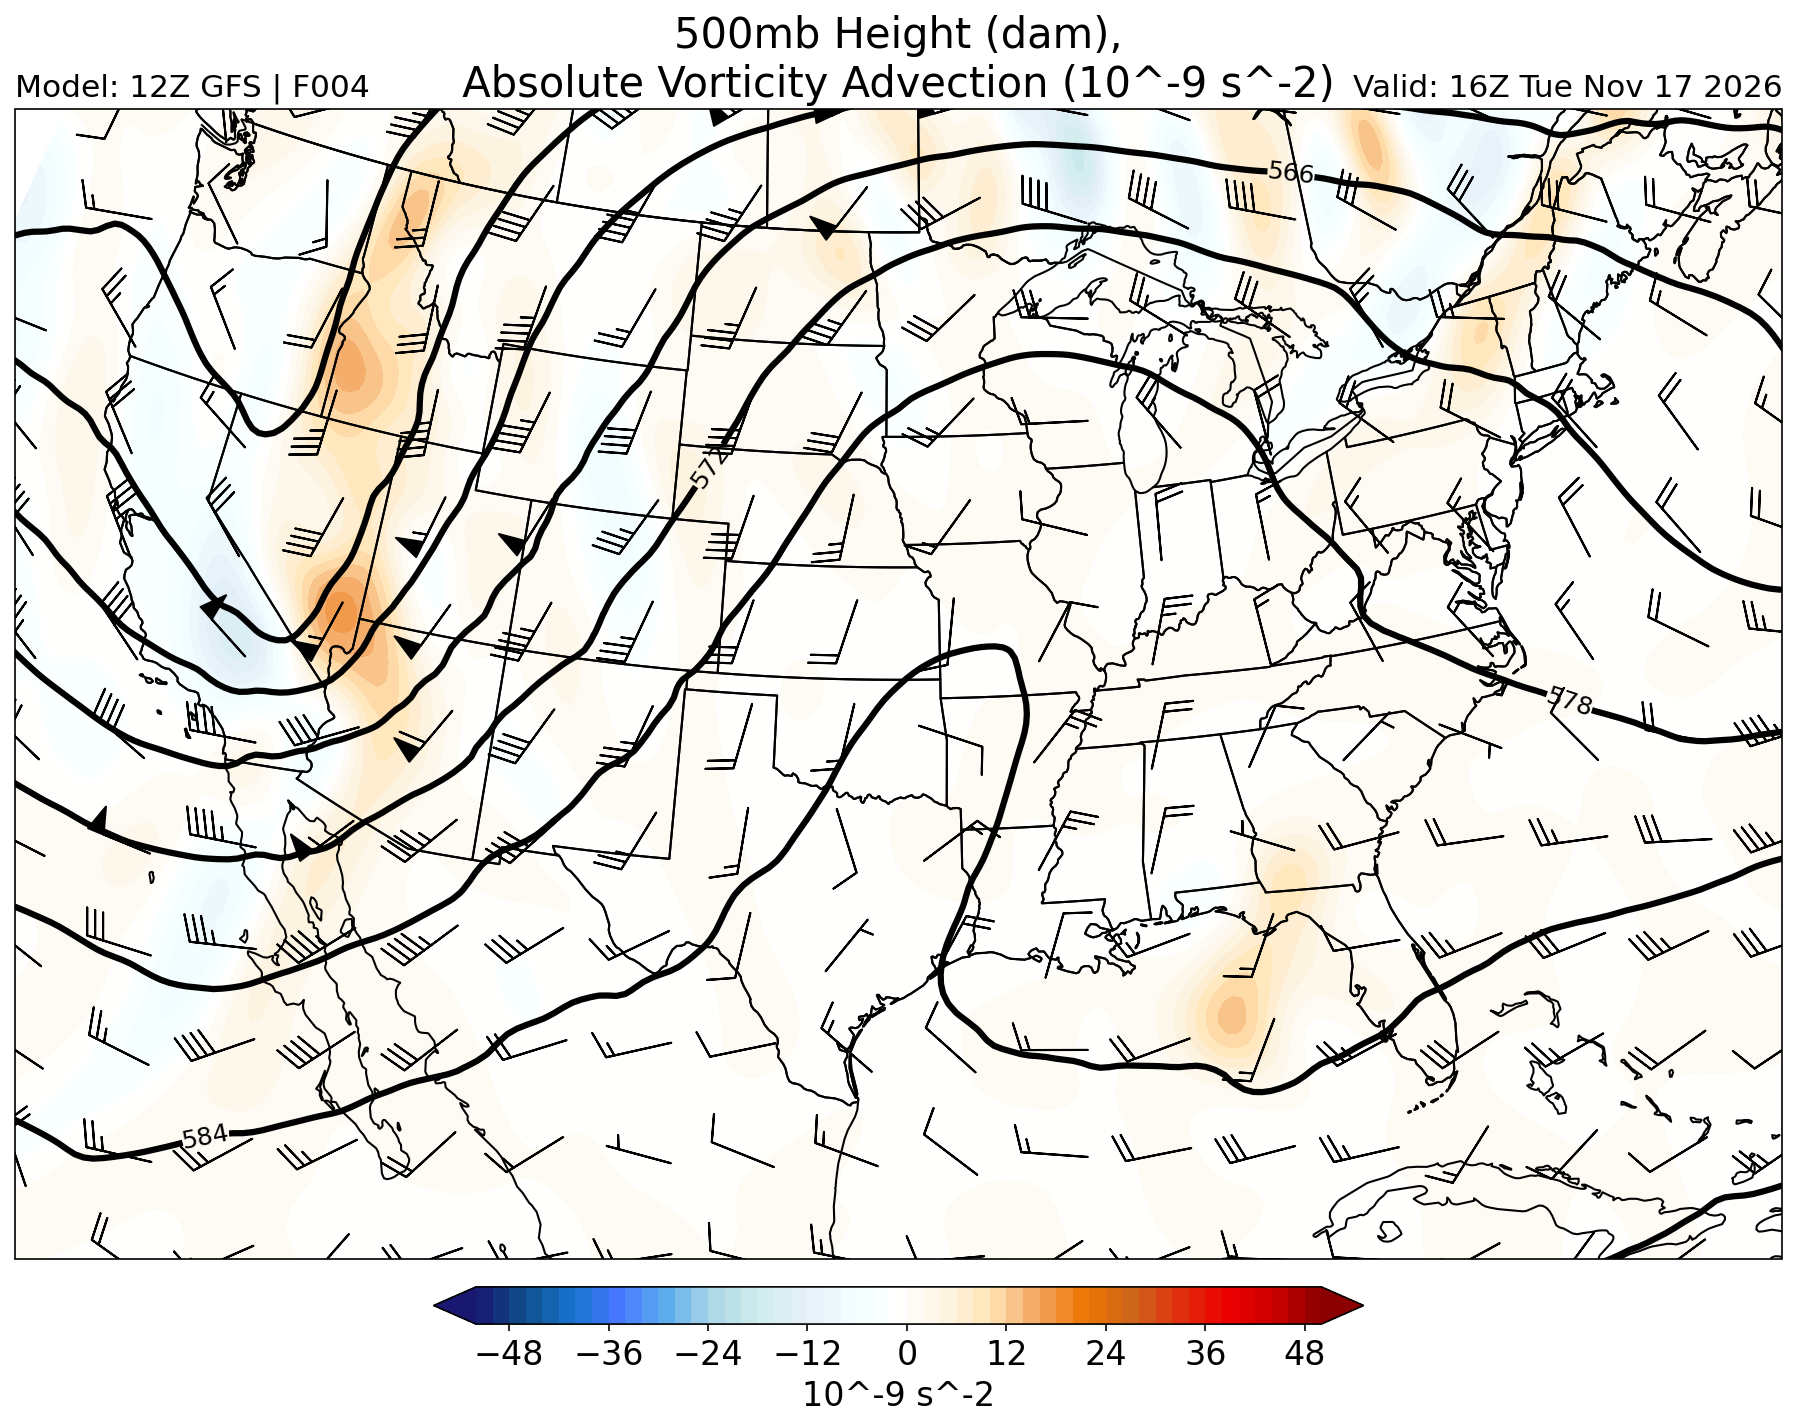 500mb Height (dam),
Model: 12Z GFS | F004
Absolute Vorticity Advection (10^-9 s^-2)
Valid: 16Z Tue Nov 17 2026
566
572
578
584
−48 −36 −24 −12 0 12 24 36 48
10^-9 s^-2